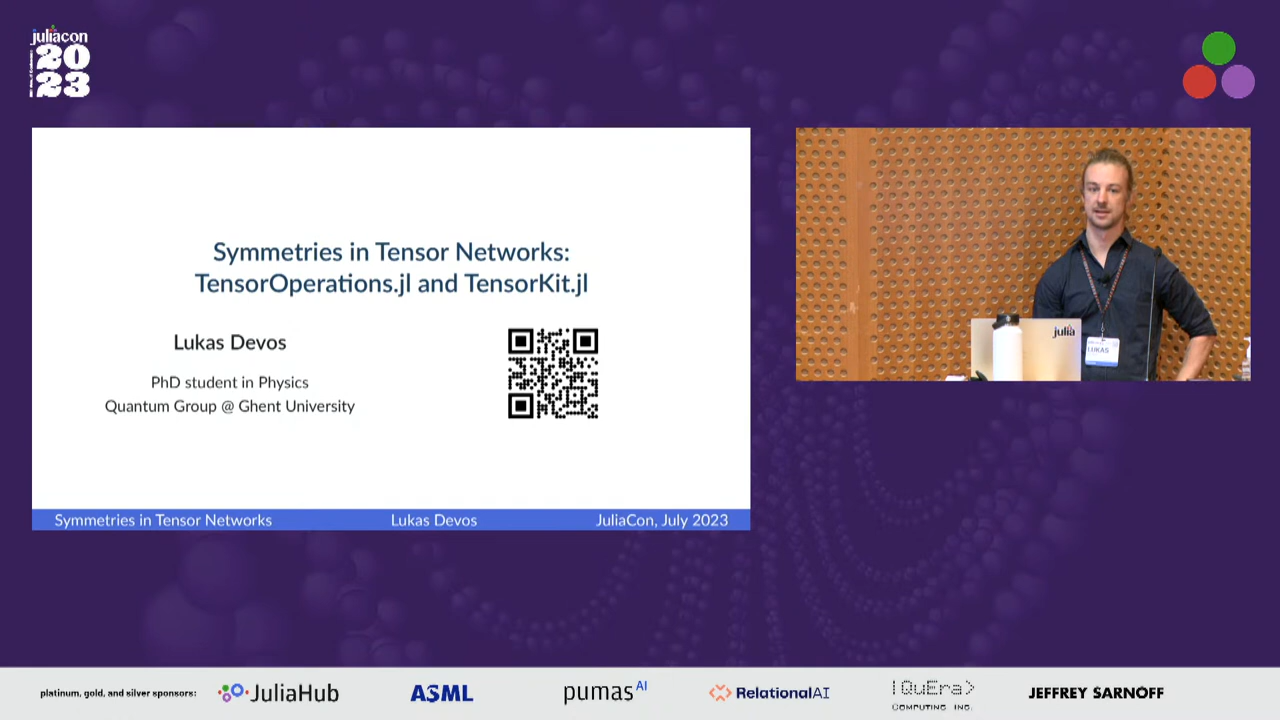 juliacon
20
23
Symmetries in Tensor Networks:
TensorOperations.jl and TensorKit.jl
Lukas Devos
PhD student in Physics
Quantum Group @ Ghent University
Symmetries in Tensor Networks Lukas Devos JuliaCon, July 2023
julia
LUKAS
platinum, gold, and silver sponsors: JuliaHub ASML pumasAI RelationalAI |QuEra> COMPUTING INC. JEFFREY SARNOFF